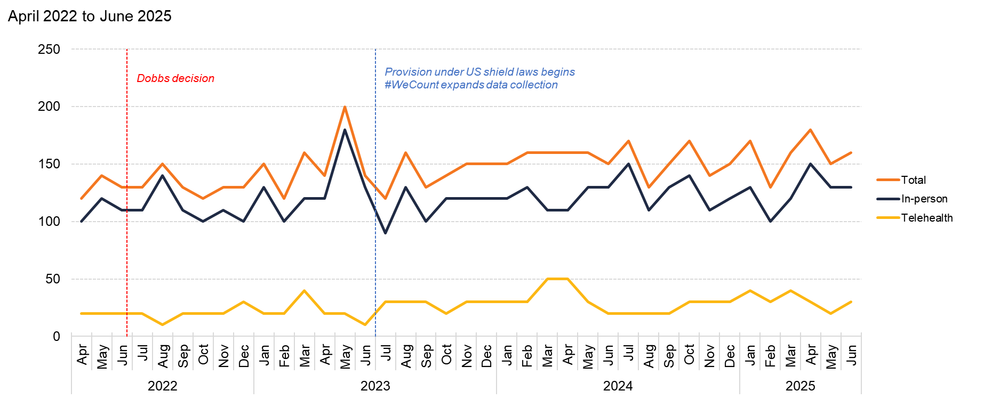 April 2022 to June 2025
250
200
150
100
50
0
Dobbs decision
Provision under US shield laws begins
#WeCount expands data collection
Total
In-person
Telehealth
Apr May Jun Jul Aug Sep Oct Nov Dec Jan Feb Mar Apr May Jun Jul Aug Sep Oct Nov Dec Jan Feb Mar Apr May Jun Jul Aug Sep Oct Nov Dec Jan Feb Mar Apr May Jun
2022 2023 2024 2025